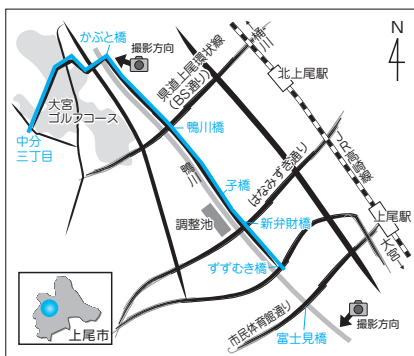 かぶと橋
撮影方向
N
県道上尾環状線
(BS通り)
桶川
北上尾駅
大宮
ゴルフコース
中分
三丁目
鴨川橋
鴨川
子橋
はなみずき通り
JR高崎線
調整池
新弁財橋
上尾駅
大宮
すずむき橋
市民体育館通り
撮影方向
富士見橋
上尾市